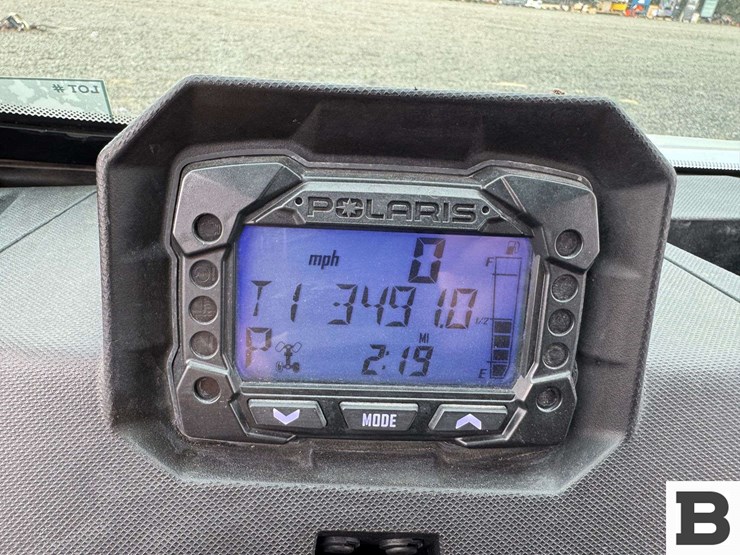 LOT #
POLARIS
mph 0
F
T1 3491.0
1/2
MI
P 2:19
E
MODE
B